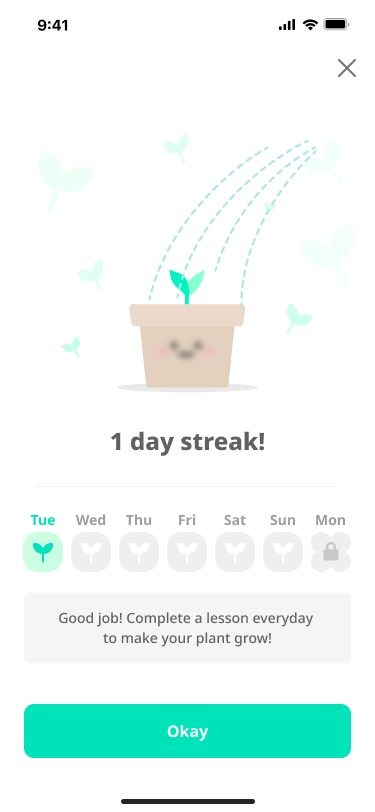 9:41
1 day streak!
Tue Wed Thu Fri Sat Sun Mon
Good job! Complete a lesson everyday
to make your plant grow!
Okay